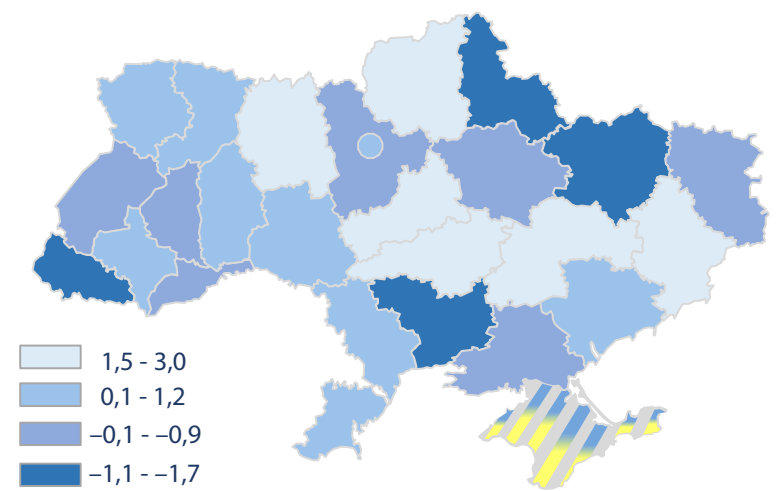 1,5 - 3,0
0,1 - 1,2
–0,1 - –0,9
–1,1 - –1,7